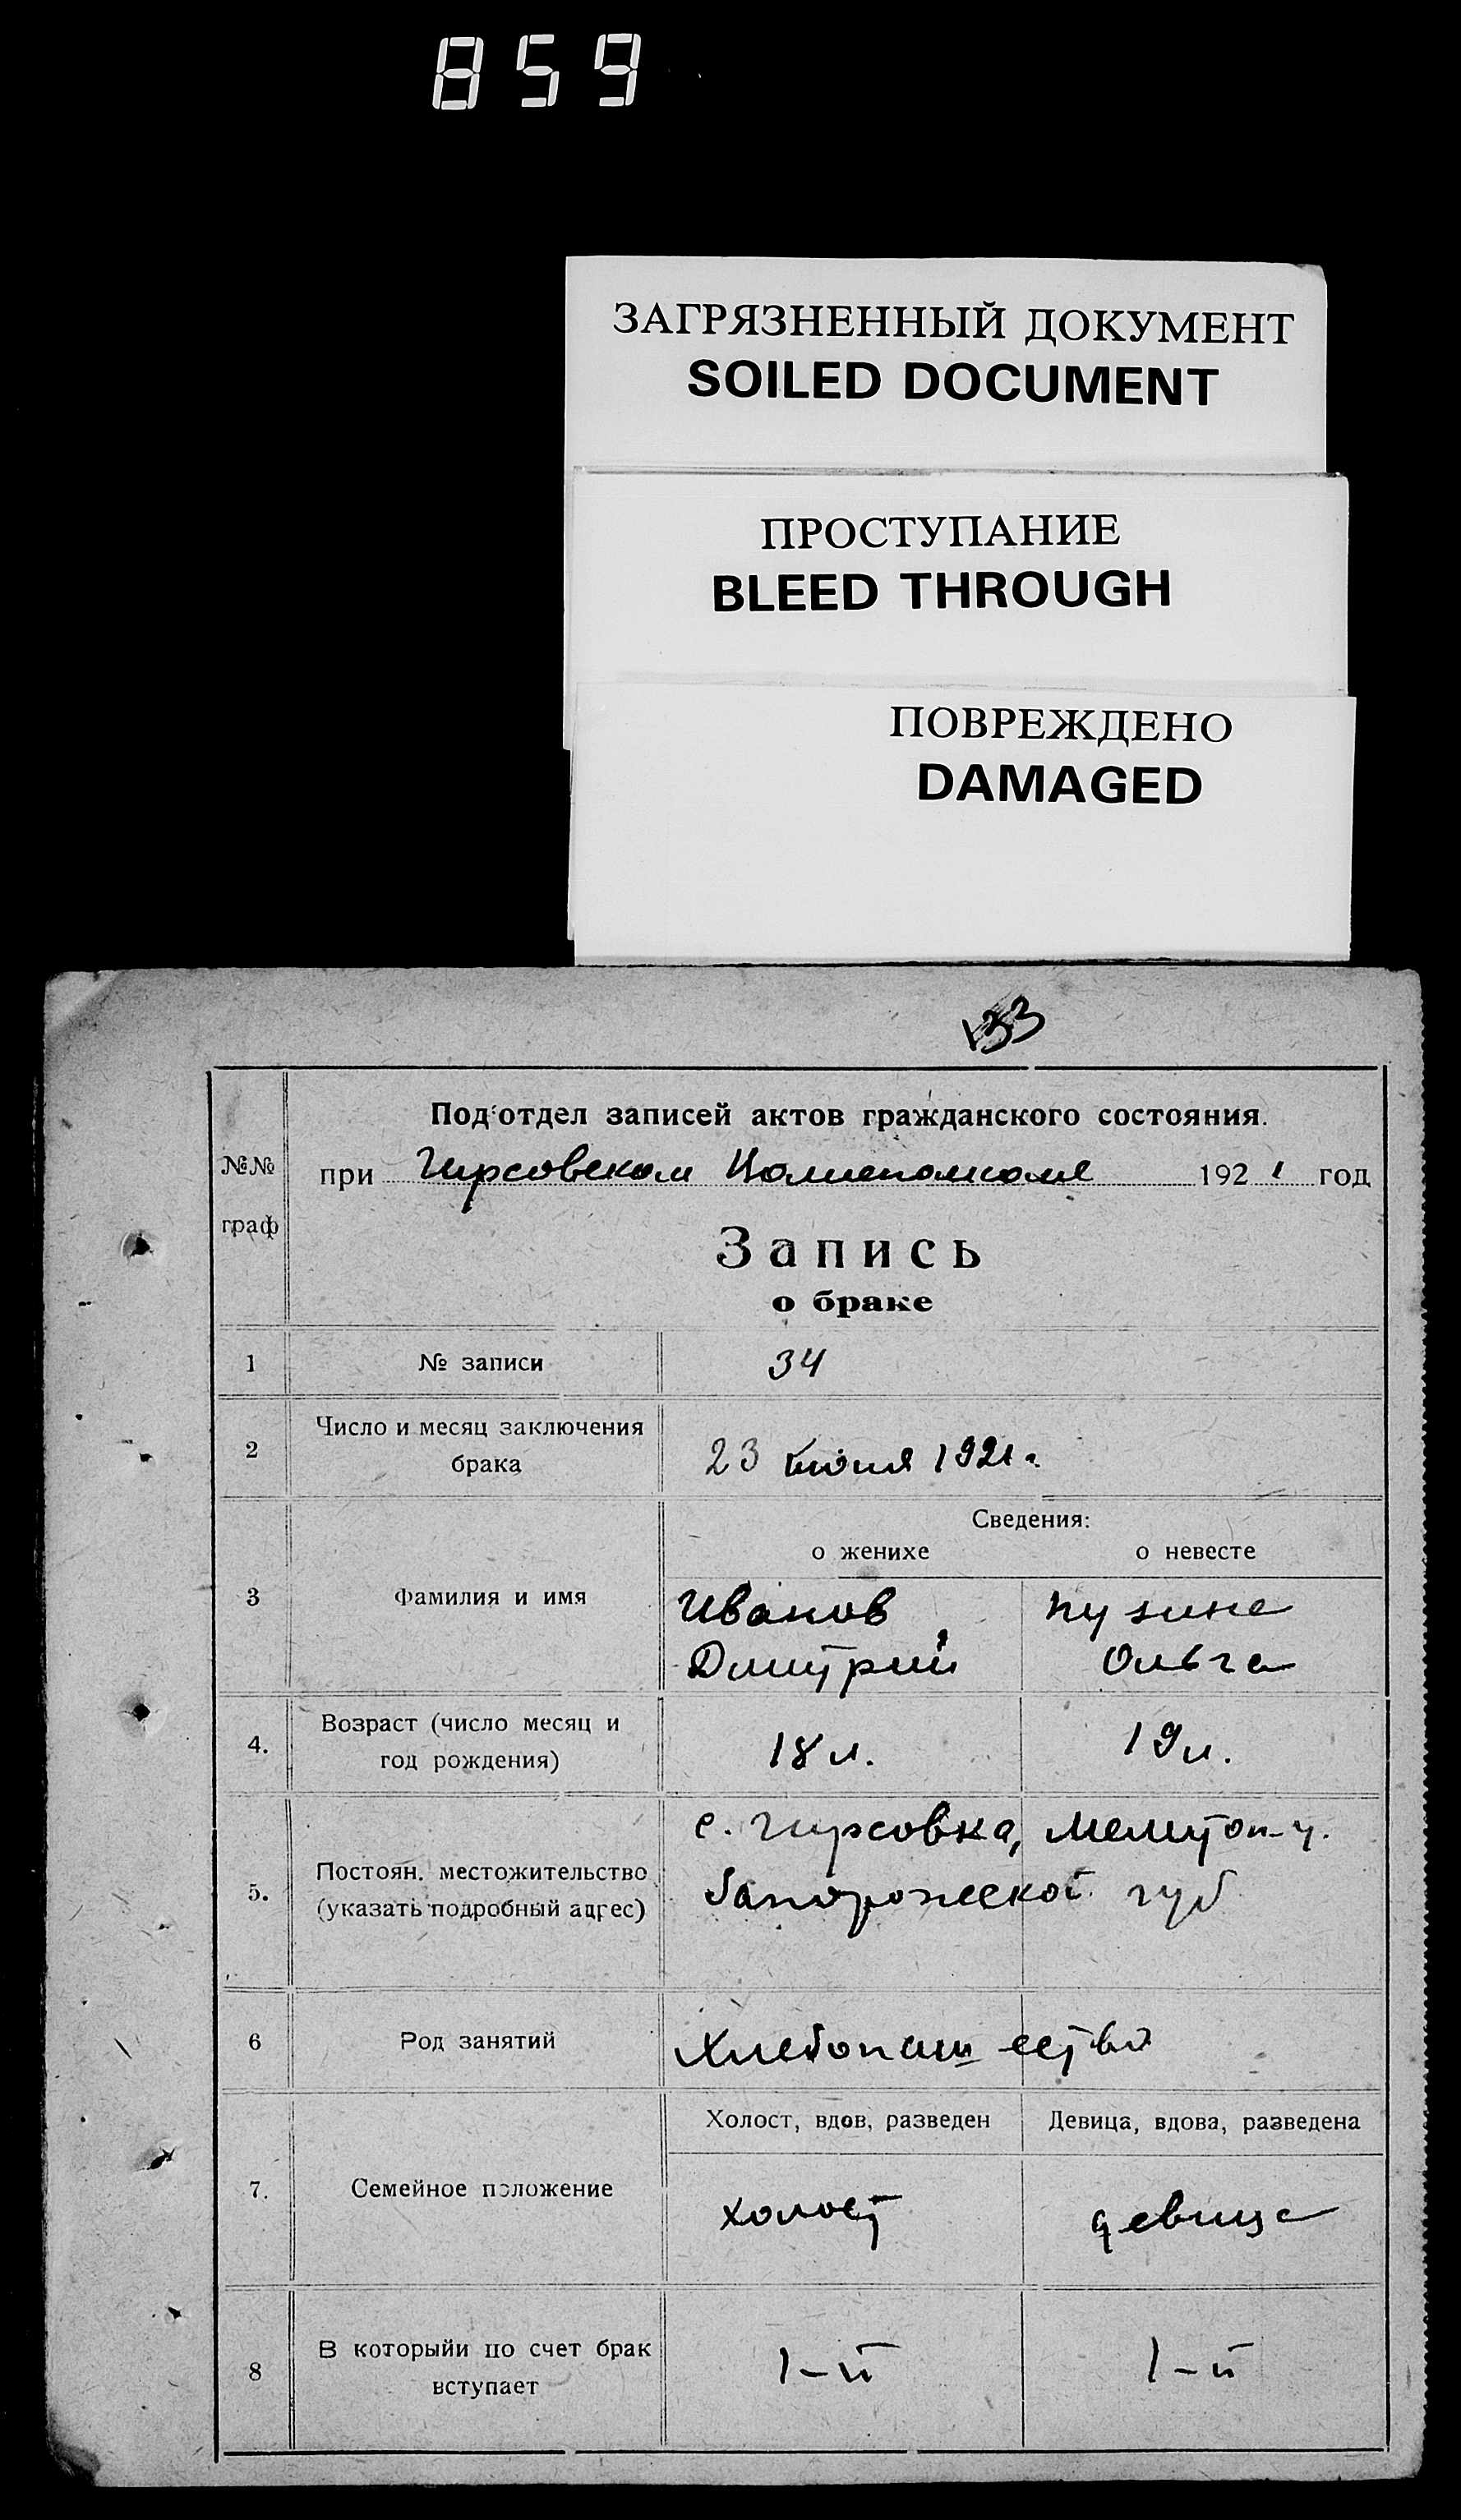 859
ЗАГРЯЗНЕННЫЙ ДОКУМЕНТ
SOILED DOCUMENT
ПРОСТУПАНИЕ
BLEED THROUGH
ПОВРЕЖДЕНО
DAMAGED
133
Под'отдел записей актов гражданского состояния.
№№ граф
при Гирсовском 1921 год
Запись
о браке
1 № записи 34
2 Число и месяц заключения брака
23 июня 1921 г.
Сведения:
о женихе о невесте
3 Фамилия и имя
Иванов Пузина
Дмитрий Ольга
4. Возраст (число месяц и год рождения)
18 л. 19 л.
5. Постоян. местожительство (указать подробный адрес)
с. Гирсовка, Мелитоп. у.
Запорожской губ
6 Род занятий Хлебопашество
Холост, вдов, разведен Девица, вдова, разведена
7. Семейное положение холост девица
8 В которыйи по счет брак вступает
1-й 1-й